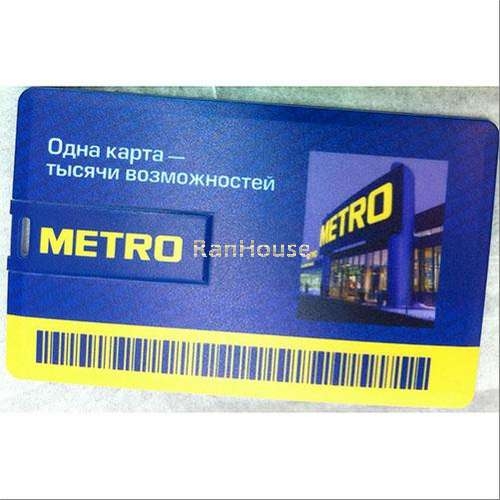 Одна карта —
тысячи возможностей
METRO
METRO
RanHouse